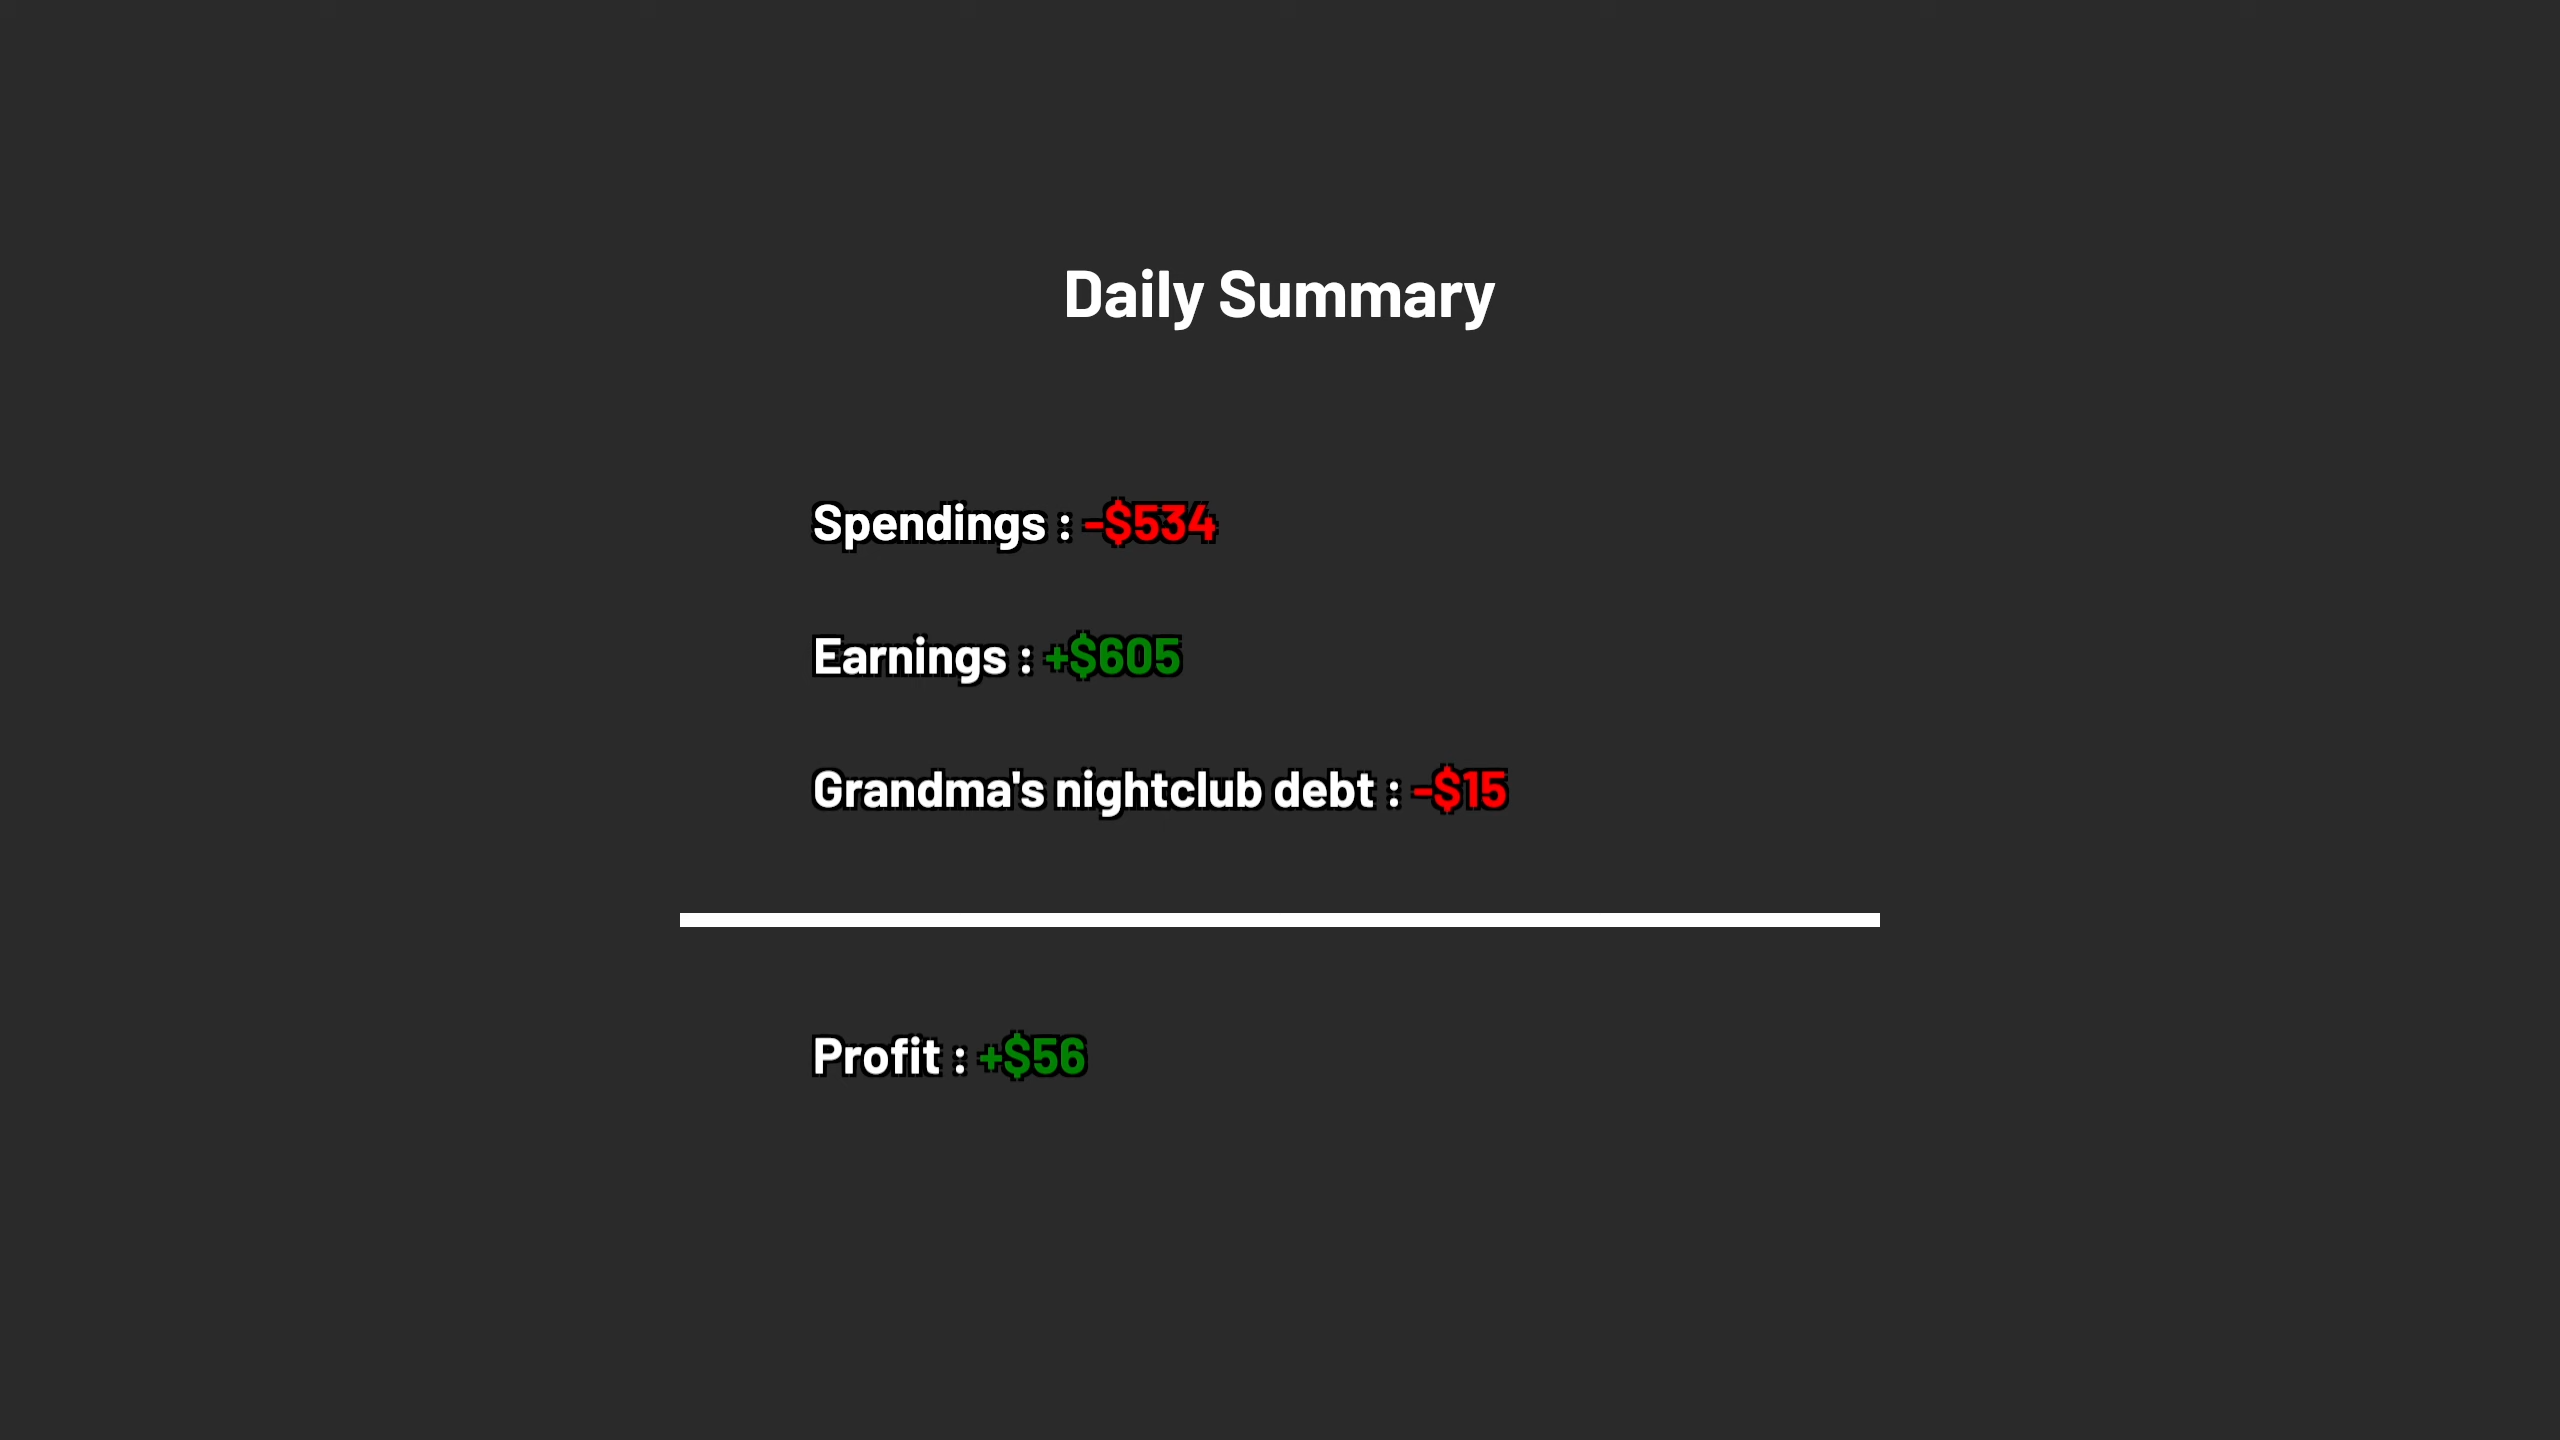 Daily Summary
Spendings : -$534
Earnings : +$605
Grandma's nightclub debt : -$15
Profit : +$56